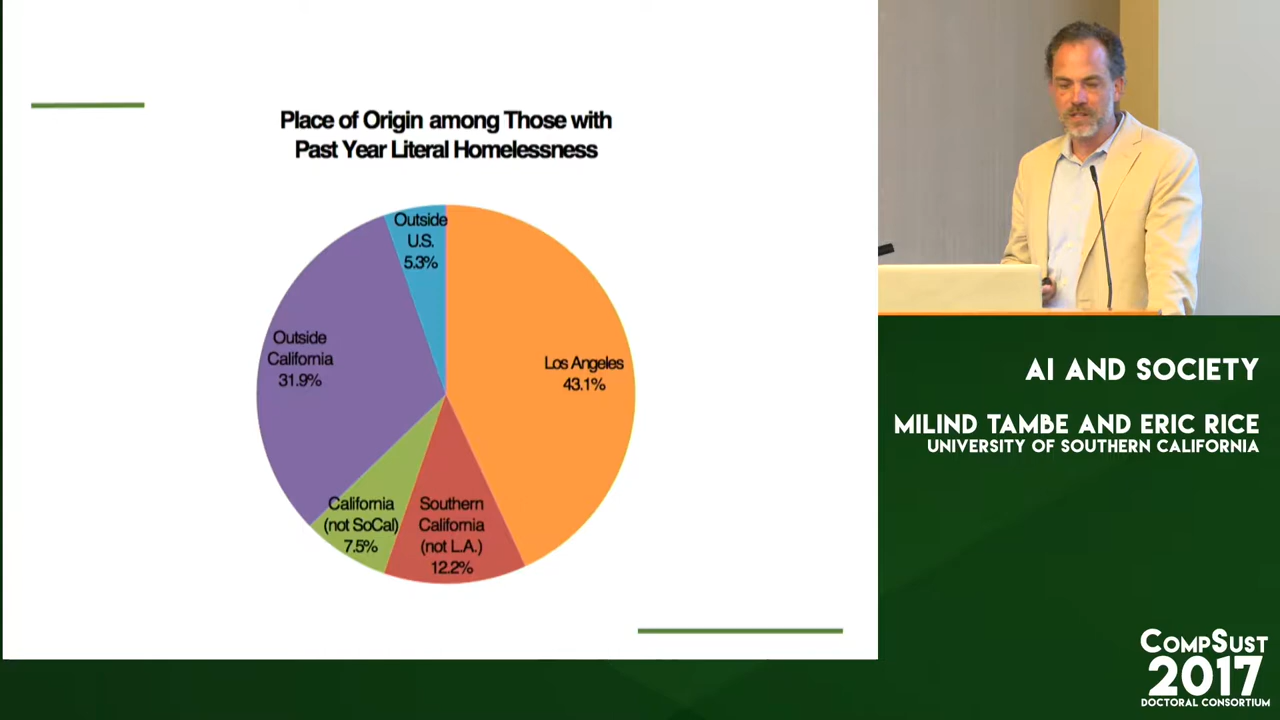 Place of Origin among Those with
Past Year Literal Homelessness
Outside
U.S.
5.3%
Los Angeles
43.1%
Outside
California
31.9%
California
(not SoCal)
7.5%
Southern
California
(not L.A.)
12.2%
AI AND SOCIETY
MILIND TAMBE AND ERIC RICE
UNIVERSITY OF SOUTHERN CALIFORNIA
COMPSUST
2017
DOCTORAL CONSORTIUM